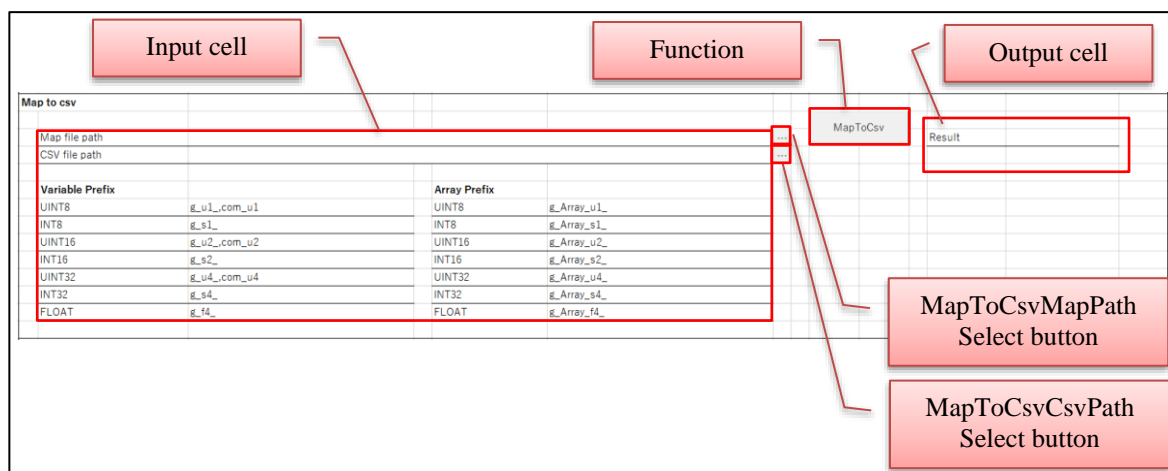 Input cell
Function
Output cell
Map to csv
Map file path ... MapToCsv Result
CSV file path ...
Variable Prefix Array Prefix
UINT8 g_u1_,com_u1 UINT8 g_Array_u1_
INT8 g_s1_ INT8 g_Array_s1_
UINT16 g_u2_,com_u2 UINT16 g_Array_u2_
INT16 g_s2_ INT16 g_Array_s2_
UINT32 g_u4_,com_u4 UINT32 g_Array_u4_
INT32 g_s4_ INT32 g_Array_s4_
FLOAT g_f4_ FLOAT g_Array_f4_
MapToCsvMapPath
Select button
MapToCsvCsvPath
Select button